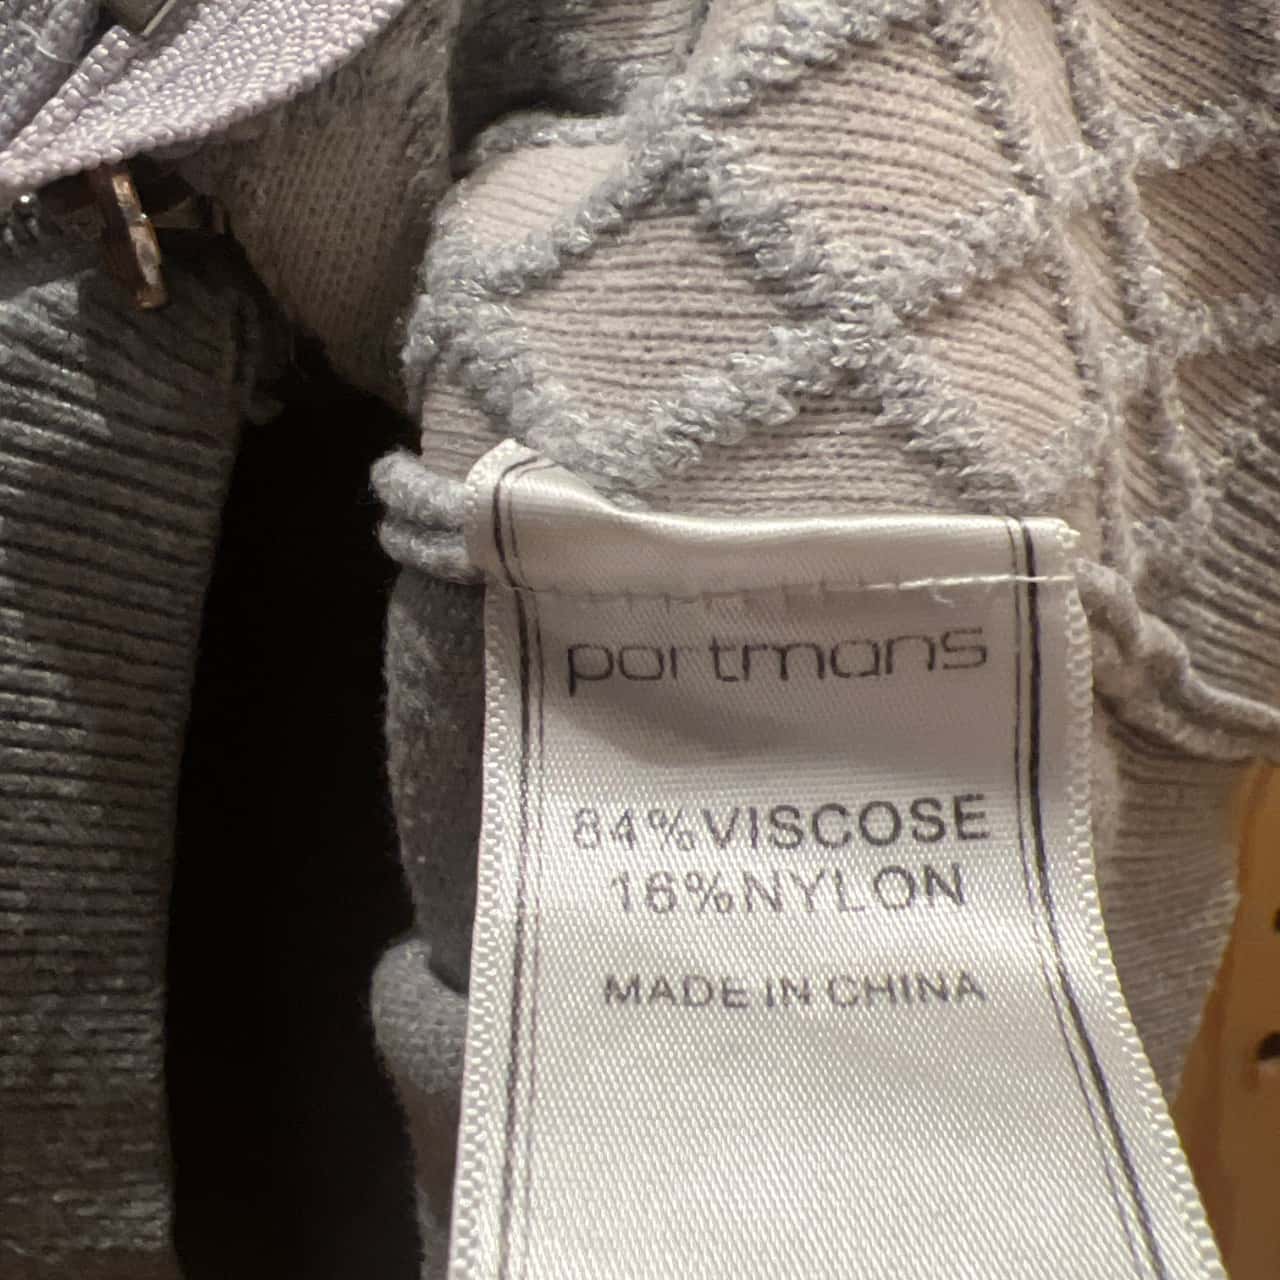 portmans
84%VISCOSE
16%NYLON
MADE IN CHINA